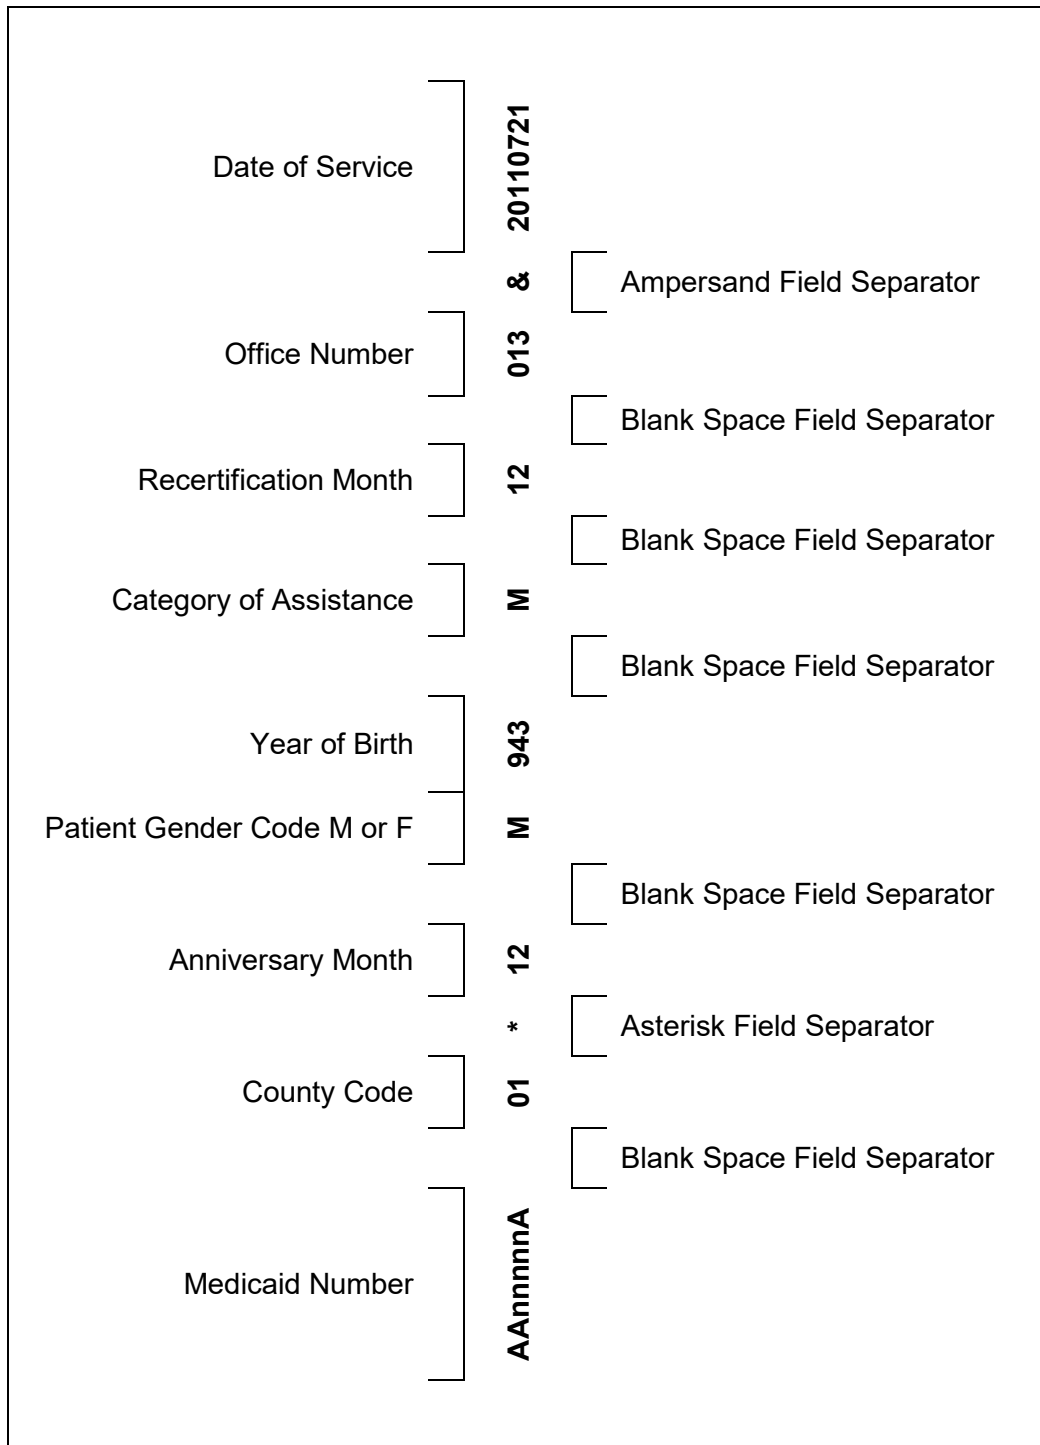 Date of Service
20110721
&
Ampersand Field Separator
Office Number
013
Blank Space Field Separator
Recertification Month
12
Blank Space Field Separator
Category of Assistance
M
Blank Space Field Separator
Year of Birth
943
Patient Gender Code M or F
M
Blank Space Field Separator
Anniversary Month
12
*
Asterisk Field Separator
County Code
01
Blank Space Field Separator
Medicaid Number
AAnnnnnA